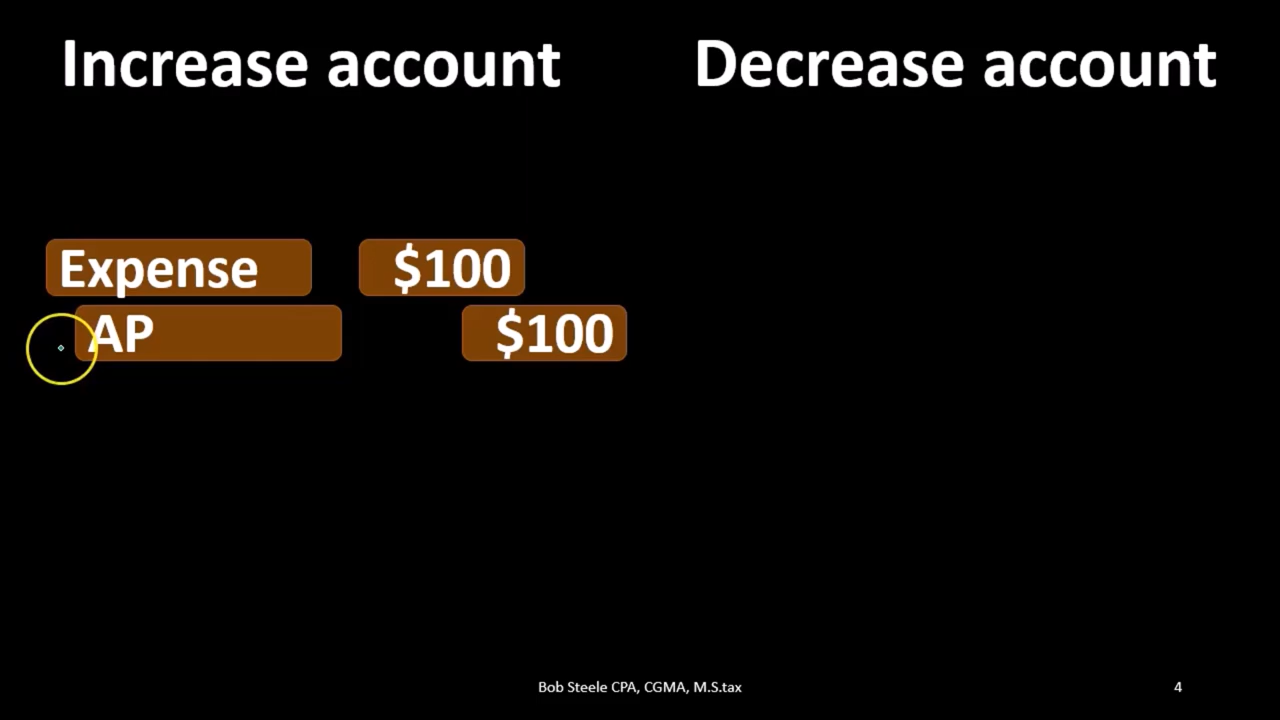 Increase account Decrease account
Expense $100
AP $100
Bob Steele CPA, CGMA, M.S.tax 4